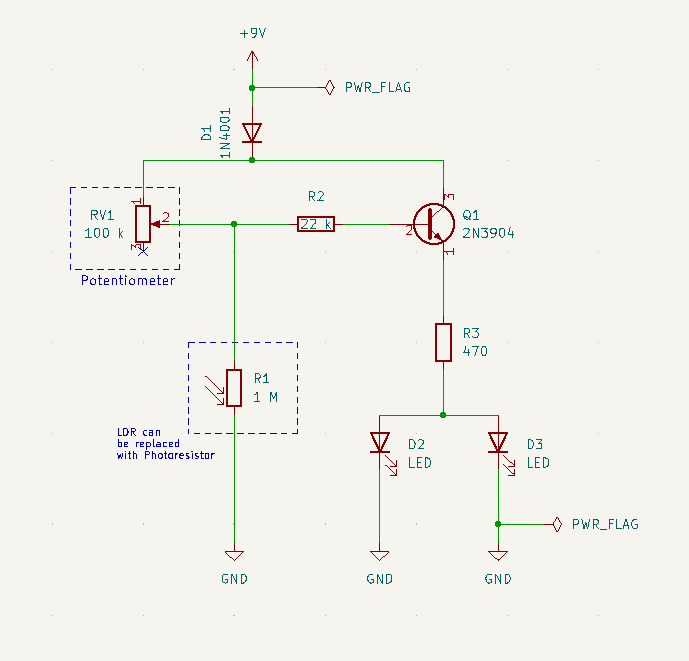 +9V
PWR_FLAG
D1
1N4001
1
RV1
100 k
2
3
Potentiometer
R2
22 k
3
Q1
2N3904
2
1
R3
470
R1
1 M
LDR can
be replaced
with Photoresistor
D2
LED
D3
LED
PWR_FLAG
GND
GND
GND